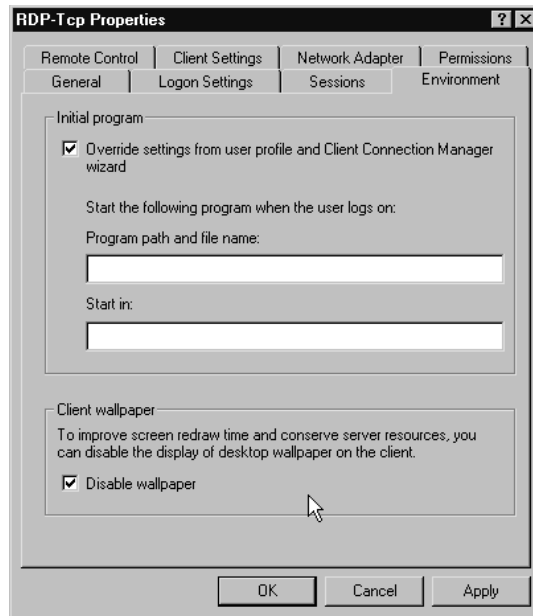 RDP-Tcp Properties
Remote Control
Client Settings
Network Adapter
Permissions
General
Logon Settings
Sessions
Environment
Initial program
Override settings from user profile and Client Connection Manager
wizard
Start the following program when the user logs on:
Program path and file name:
Start in:
Client wallpaper
To improve screen redraw time and conserve server resources, you
can disable the display of desktop wallpaper on the client.
Disable wallpaper
OK
Cancel
Apply